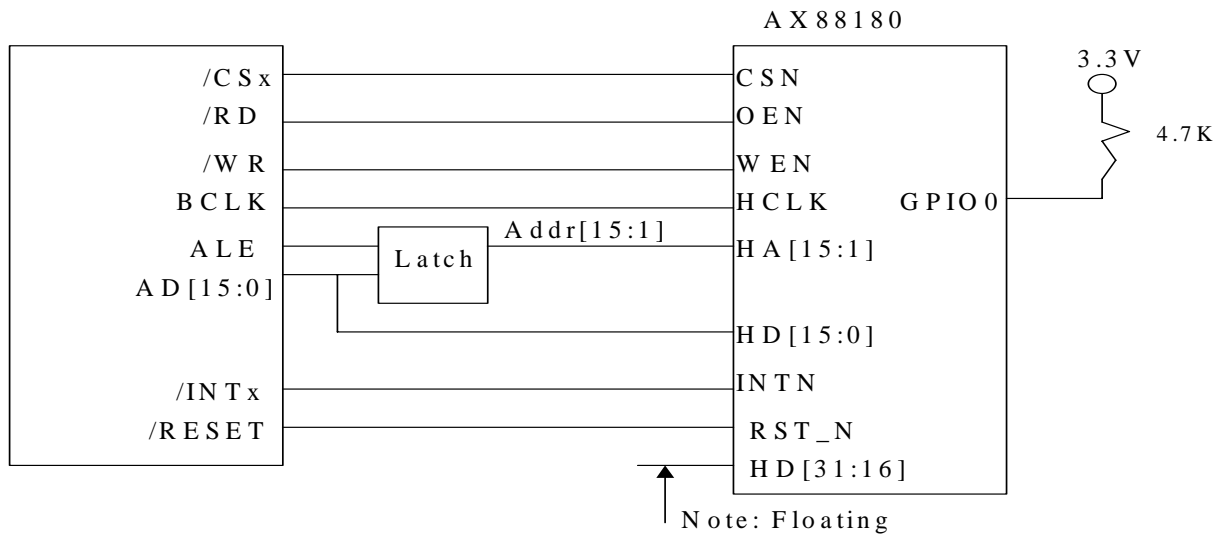 AX88180
3.3V
4.7K
/CSx
/RD
/WR
BCLK
ALE
AD[15:0]
/INTx
/RESET
Latch
Addr[15:1]
CSN
OEN
WEN
HCLK
GPIO0
HA[15:1]
HD[15:0]
INTN
RST_N
HD[31:16]
Note: Floating